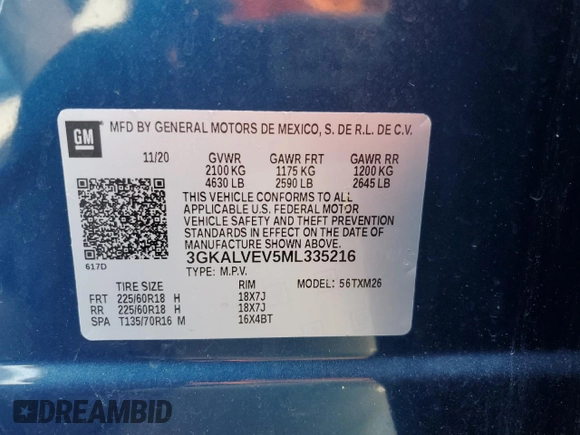 GM
MFD BY GENERAL MOTORS DE MEXICO, S. DE R.L. DE C.V.
11/20 GVWR GAWR FRT GAWR RR
2100 KG 1175 KG 1200 KG
4630 LB 2590 LB 2645 LB
THIS VEHICLE CONFORMS TO ALL
APPLICABLE U.S. FEDERAL MOTOR
VEHICLE SAFETY AND THEFT PREVENTION
STANDARDS IN EFFECT ON THE DATE OF
MANUFACTURE SHOWN ABOVE.
617D
3GKALVEV5ML335216
TYPE: M.P.V.
TIRE SIZE RIM MODEL: 56TXM26
FRT 225/60R18 H 18X7J
RR 225/60R18 H 18X7J
SPA T135/70R16 M 16X4BT
DREAMBID